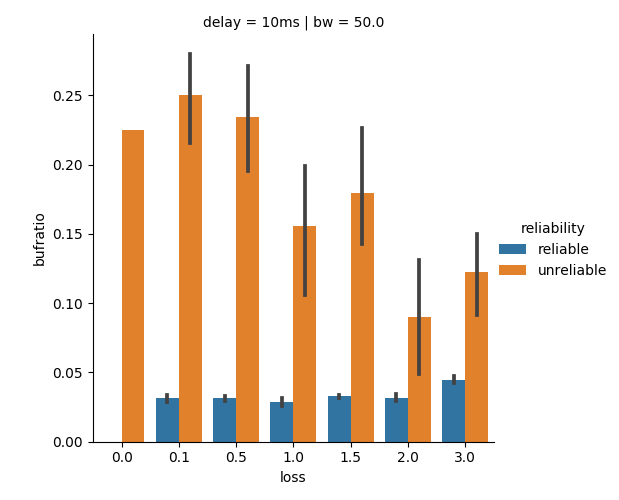 delay = 10ms | bw = 50.0
bufratio
0.25
0.20
0.15
0.10
0.05
0.00
0.0 0.1 0.5 1.0 1.5 2.0 3.0
loss
reliability
reliable
unreliable